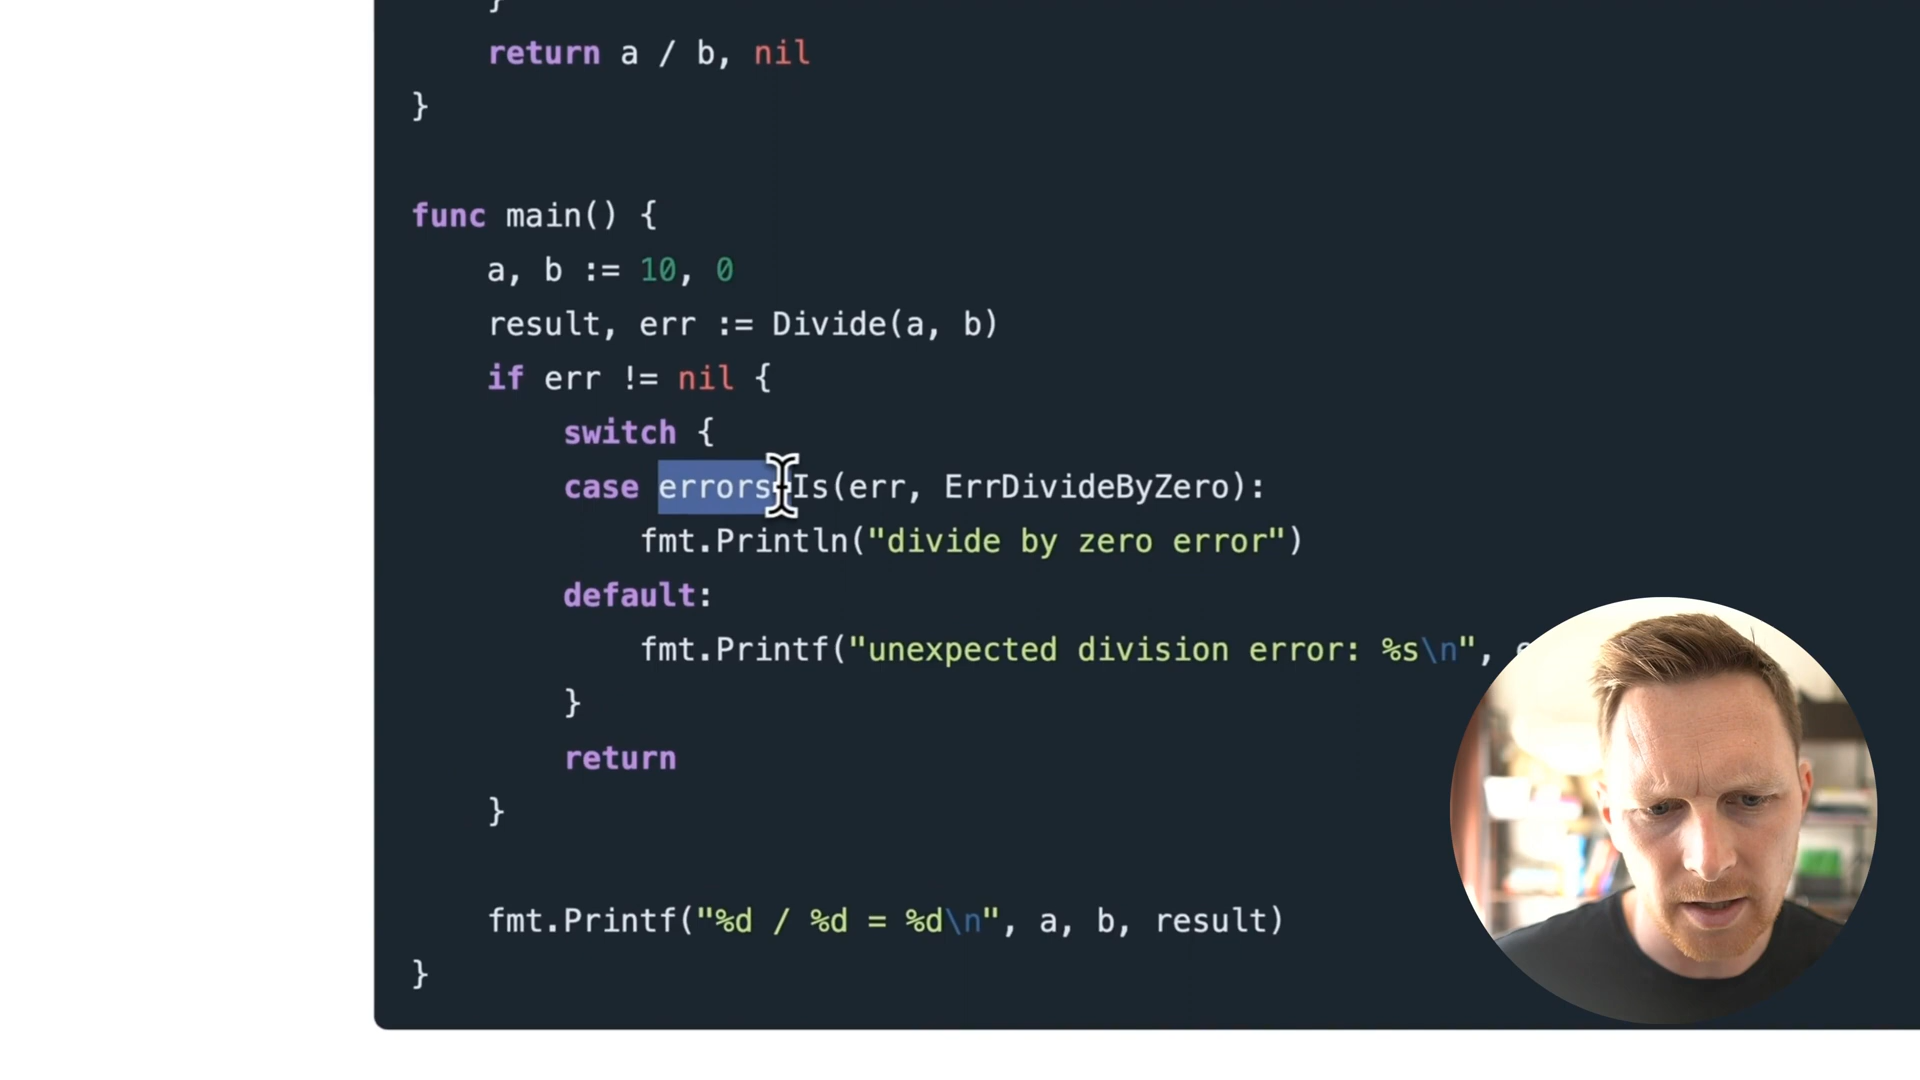 }
return a / b, nil
}
func main() {
a, b := 10, 0
result, err := Divide(a, b)
if err != nil {
switch {
case errors.Is(err, ErrDivideByZero):
fmt.Println("divide by zero error")
default:
fmt.Printf("unexpected division error: %s\n",
}
return
}
fmt.Printf("%d / %d = %d\n", a, b, result)
}